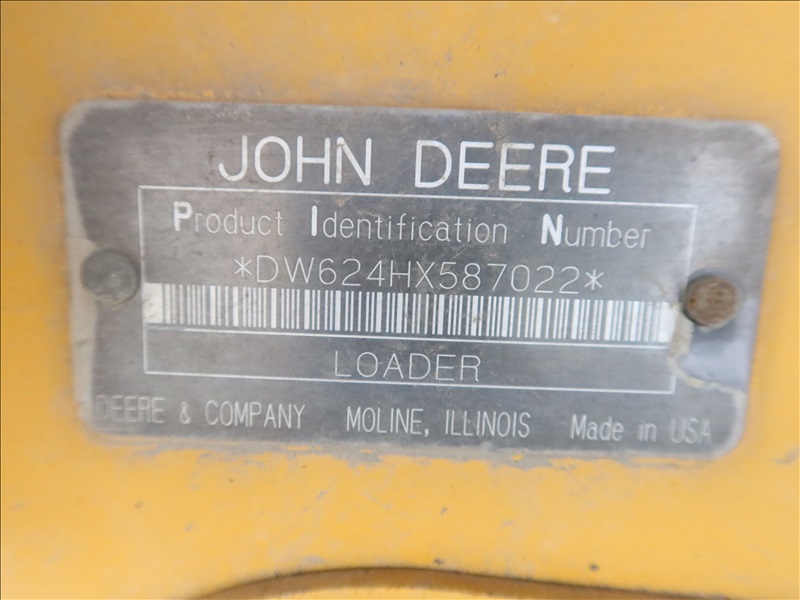 JOHN DEERE
Product Identification Number
*DW624HX587022*
LOADER
DEERE & COMPANY MOLINE, ILLINOIS Made in USA